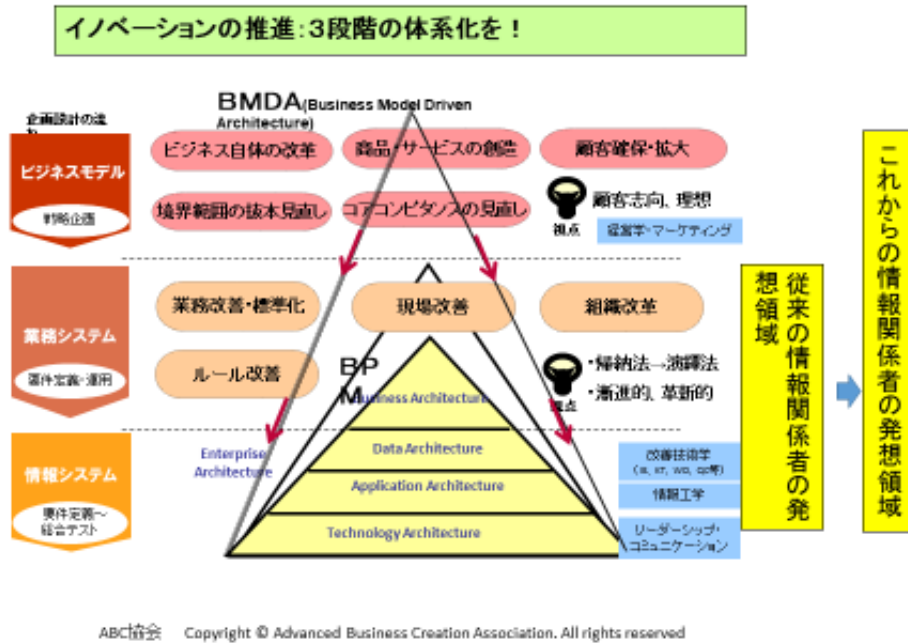 イノベーションの推進:3段階の体系化を!
BMDA(Business Model Driven
Architecture)
企画設計の流
れ
ビジネスモデル
戦略企画
ビジネス自体の改革
商品・サービスの創造
顧客確保・拡大
境界範囲の抜本見直し
コアコンピタンスの見直し
視点
顧客志向、理想
経営学・マーケティング
業務システム
要件定義・運用
業務改善・標準化
現場改善
組織改革
ルール改善
BP
M
視点
・帰納法→演繹法
・漸進的、革新的
Business Architecture
Data Architecture
Application Architecture
Technology Architecture
Enterprise
Architecture
情報システム
要件定義~
総合テスト
改善技術学
情報工学
リーダーシップ・
コミュニケーション
従来の情報関係者の発
想領域
これからの情報関係者の発想領域
ABC協会 Copyright © Advanced Business Creation Association. All rights reserved